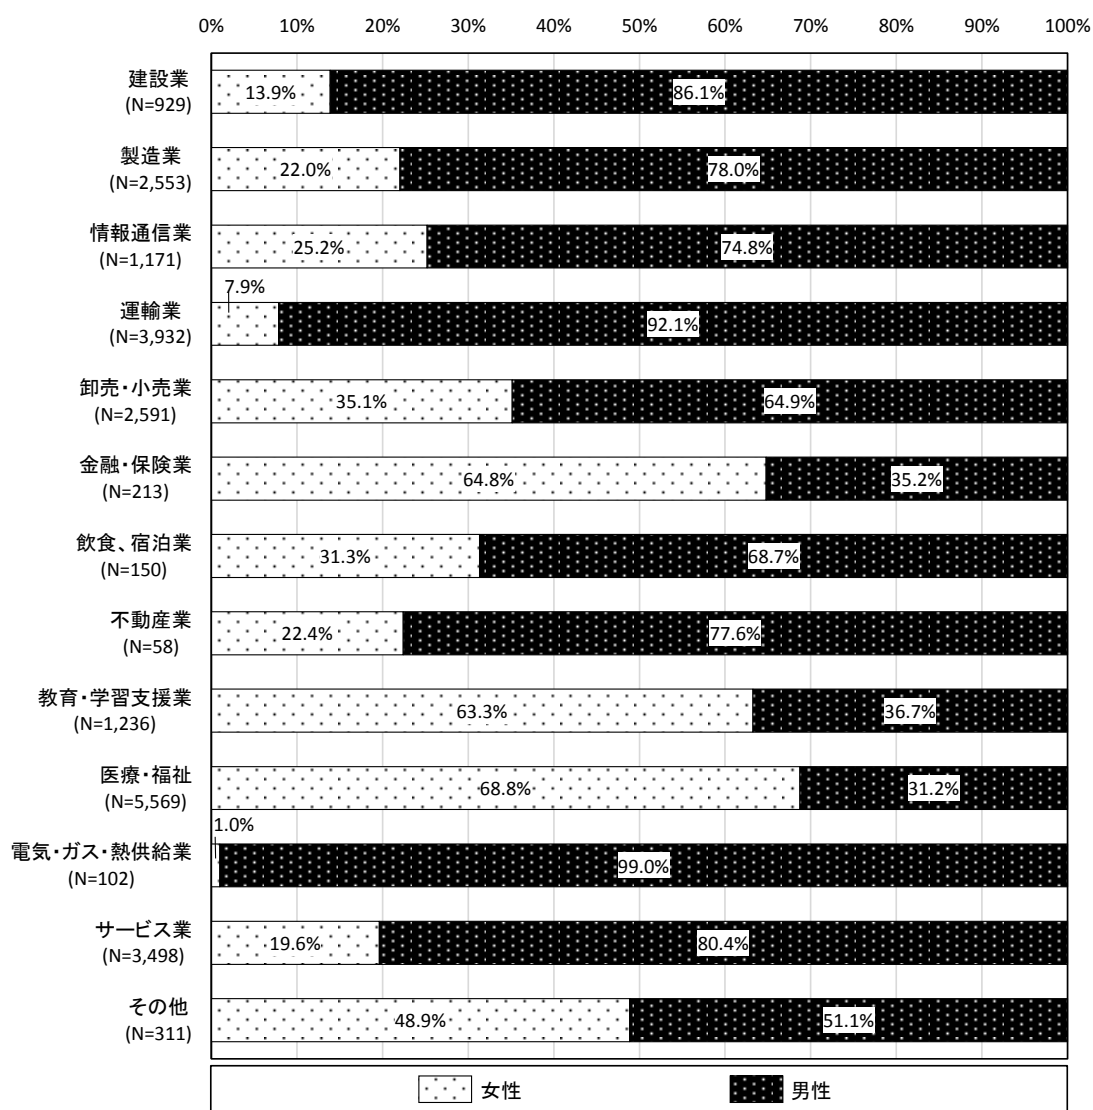 0% 10% 20% 30% 40% 50% 60% 70% 80% 90% 100%
建設業
(N=929)
13.9% 86.1%
製造業
(N=2,553)
22.0% 78.0%
情報通信業
(N=1,171)
25.2% 74.8%
7.9%
運輸業
(N=3,932)
92.1%
卸売・小売業
(N=2,591)
35.1% 64.9%
金融・保険業
(N=213)
64.8% 35.2%
飲食、宿泊業
(N=150)
31.3% 68.7%
不動産業
(N=58)
22.4% 77.6%
教育・学習支援業
(N=1,236)
63.3% 36.7%
医療・福祉
(N=5,569)
68.8% 31.2%
1.0%
電気・ガス・熱供給業
(N=102)
99.0%
サービス業
(N=3,498)
19.6% 80.4%
その他
(N=311)
48.9% 51.1%
女性 男性